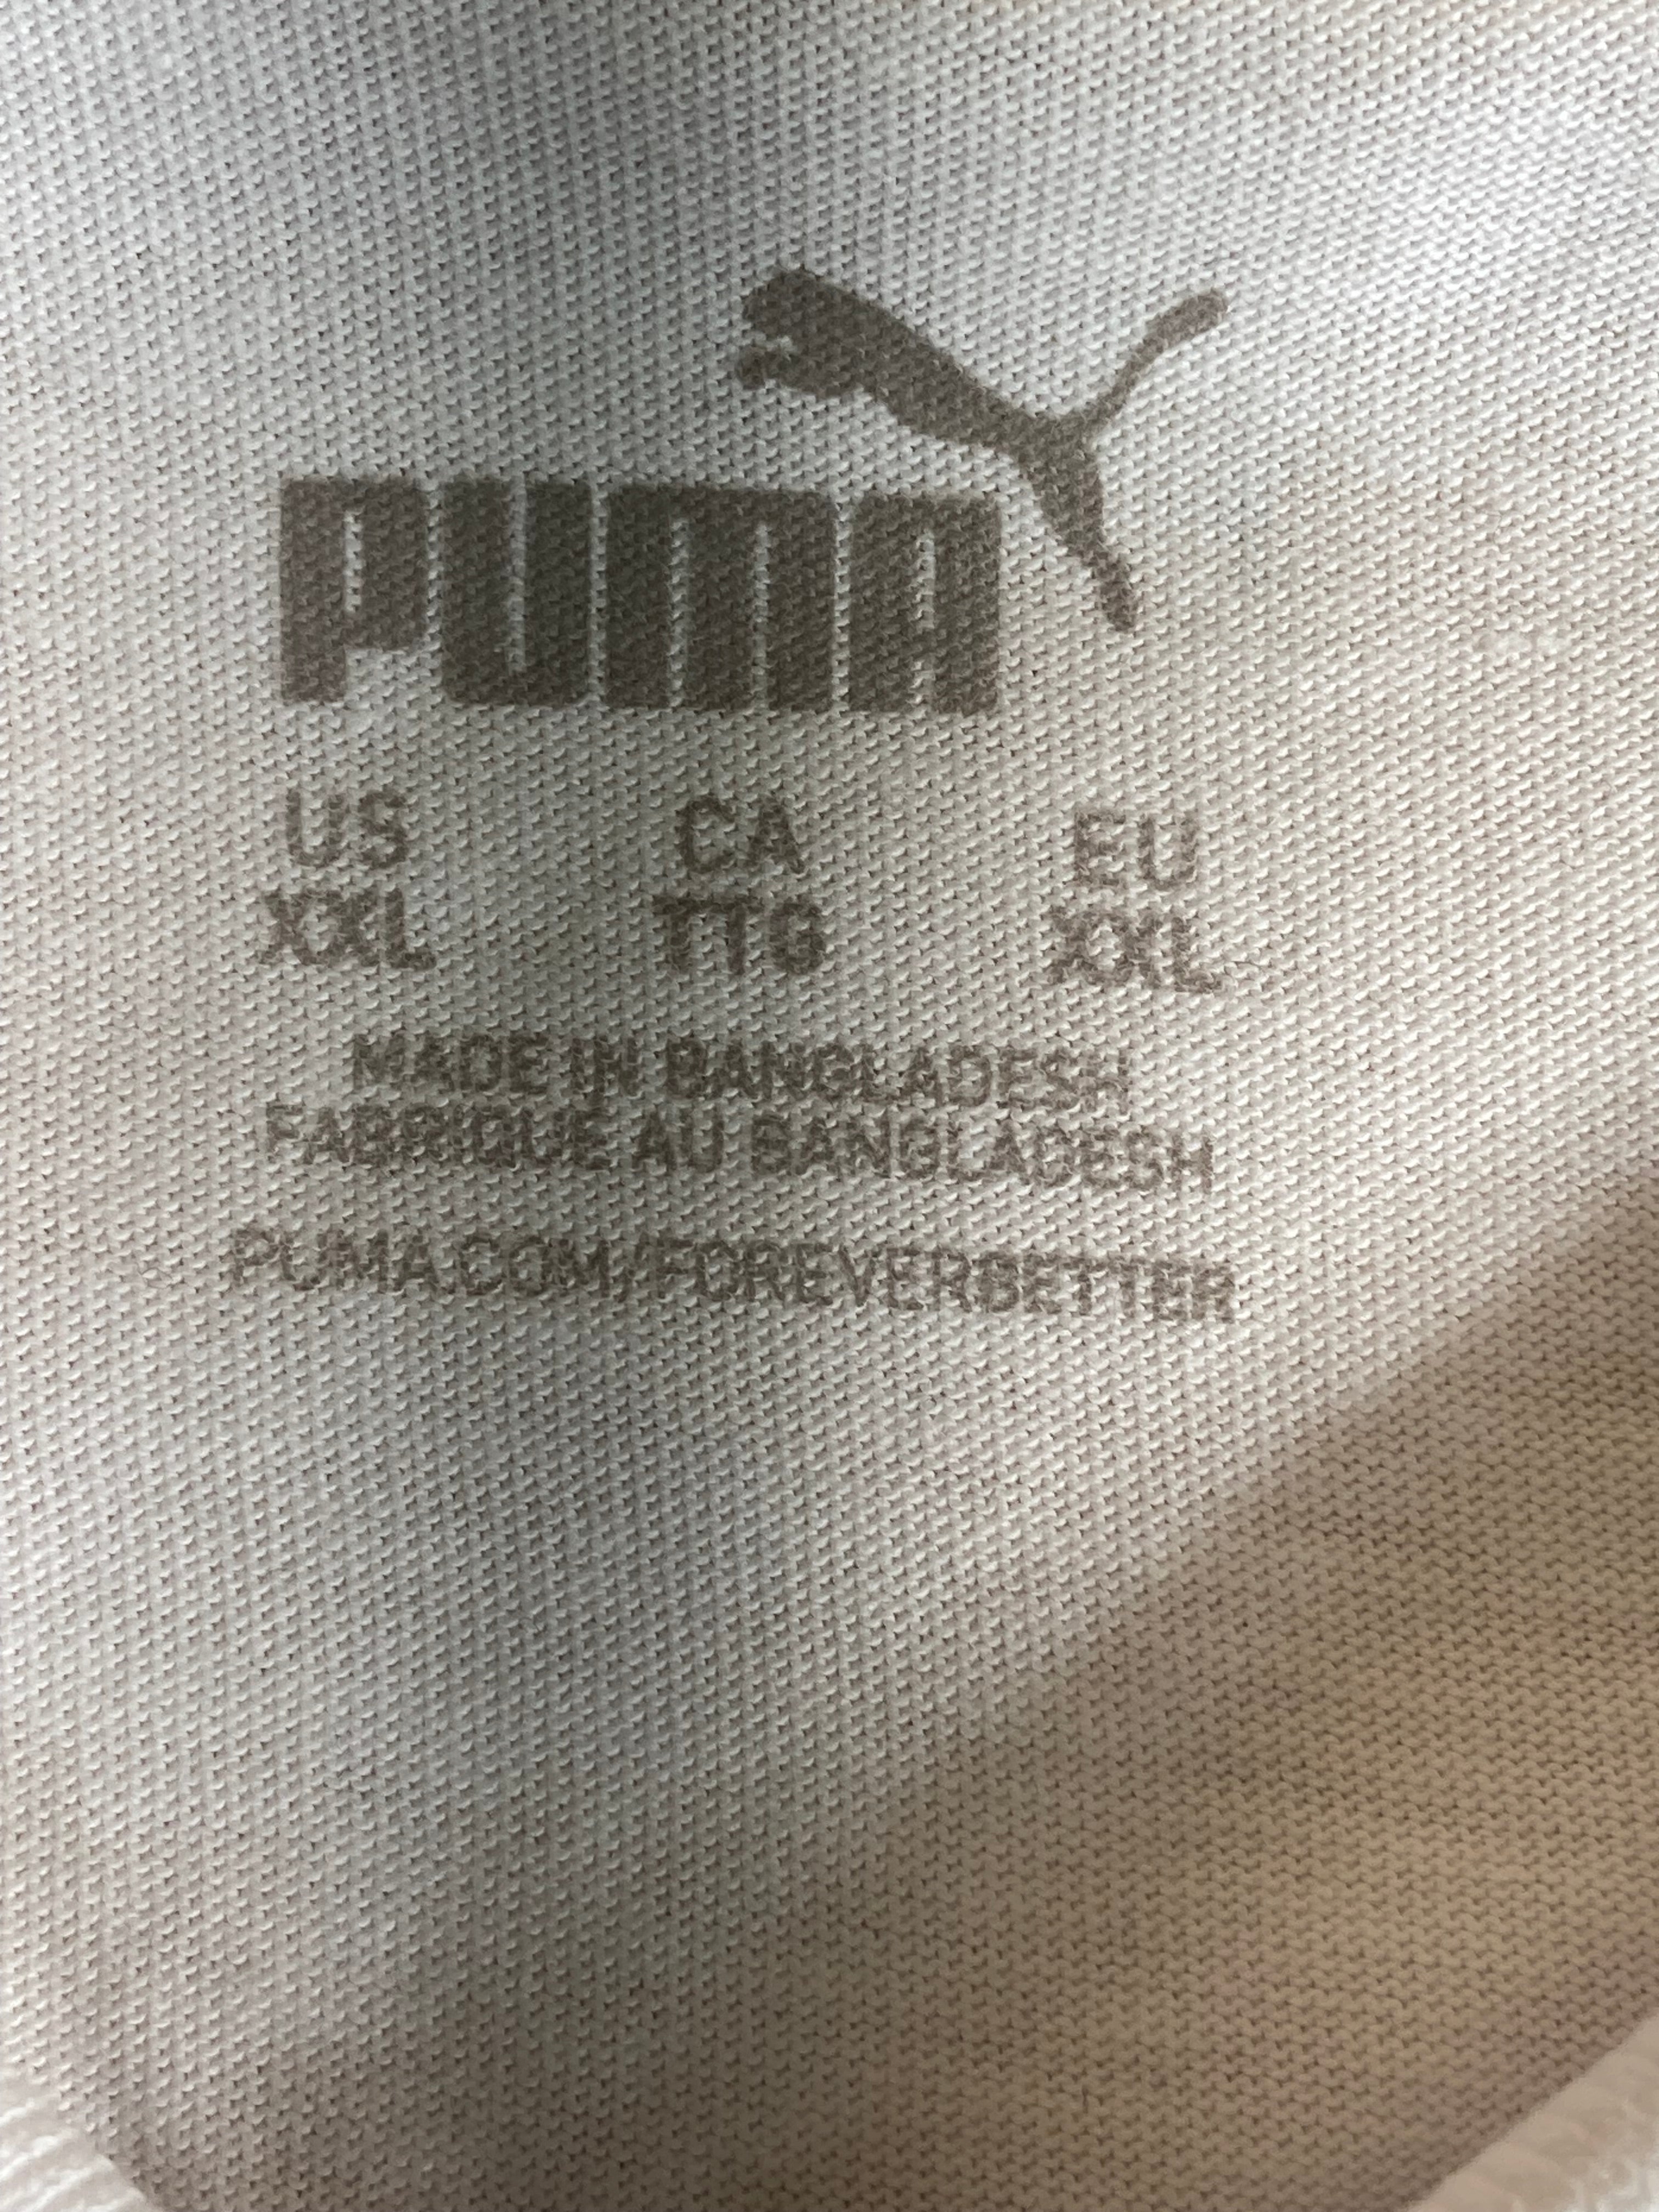 PUMA
US CA EU
XXL TTG XXL
MADE IN BANGLADESH
FABRIQUE AU BANGLADESH
PUMA.COM/FOREVERBETTER